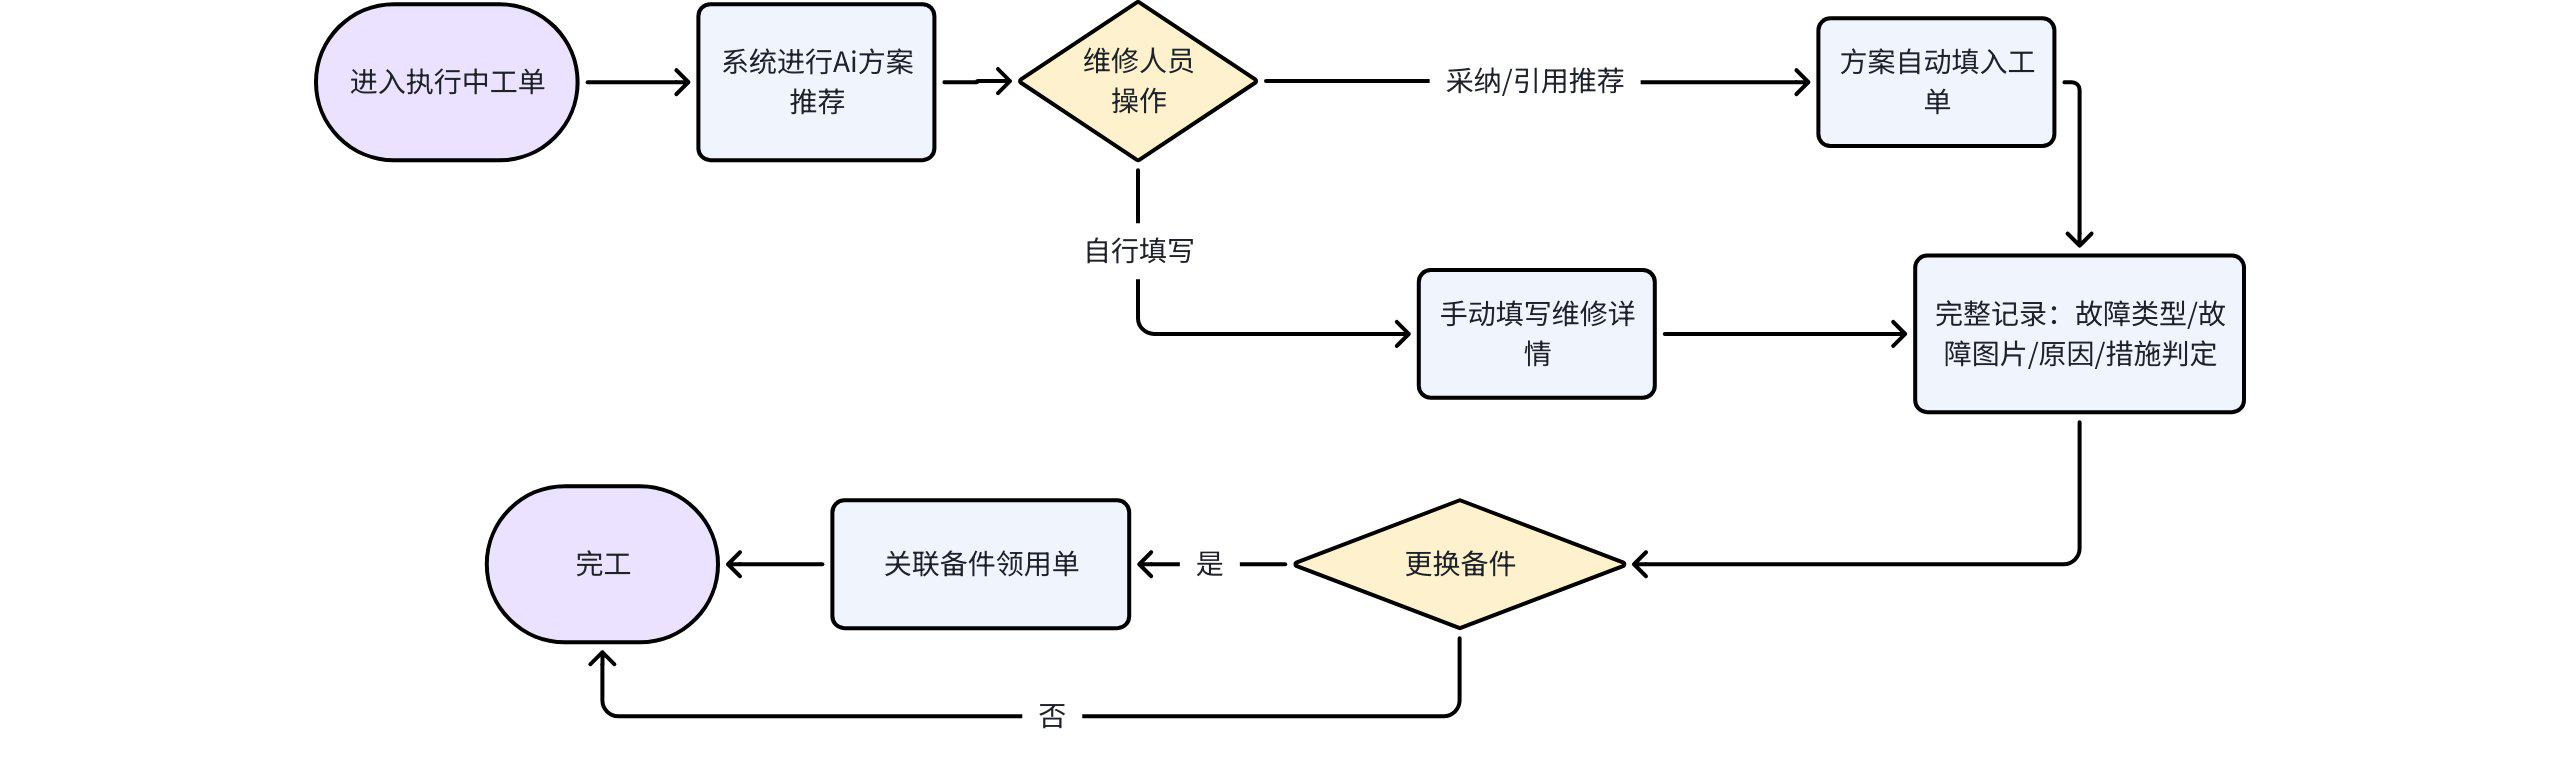 进入执行中工单
系统进行Ai方案
推荐
维修人员
操作
采纳/引用推荐
方案自动填入工
单
自行填写
手动填写维修详
情
完整记录：故障类型/故
障图片/原因/措施判定
完工
关联备件领用单
是
更换备件
否